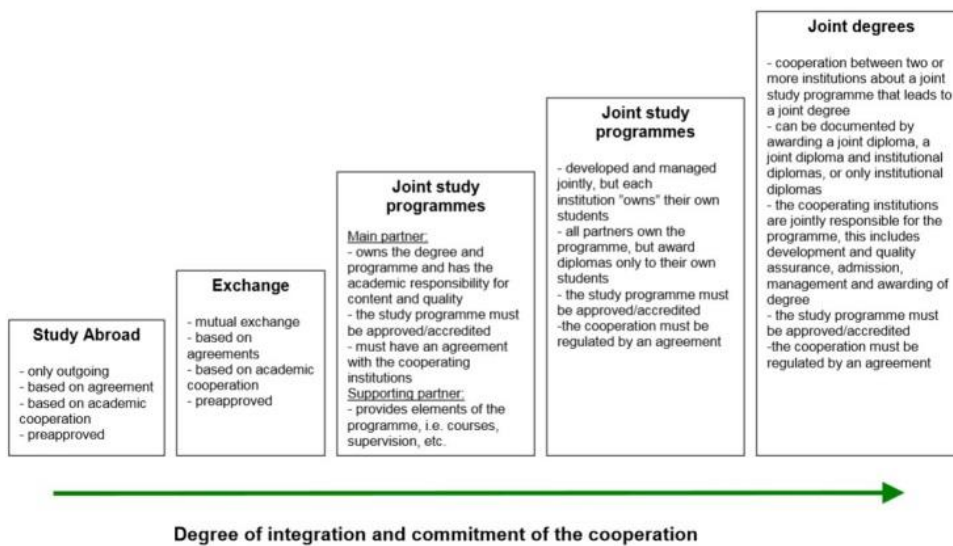 Study Abroad
- only outgoing
- based on agreement
- based on academic
cooperation
- preapproved
Exchange
- mutual exchange
- based on
agreements
- based on academic
cooperation
- preapproved
Joint study
programmes
Main partner:
- owns the degree and
programme and has the
academic responsibility for
content and quality
- the study programme must
be approved/accredited
- must have an agreement
with the cooperating
institutions
Supporting partner:
- provides elements of the
programme, i.e. courses,
supervision, etc.
Joint study
programmes
- developed and managed
jointly, but each
institution "owns" their own
students
- all partners own the
programme, but award
diplomas only to their own
students
- the study programme must
be approved/accredited
-the cooperation must be
regulated by an agreement
Joint degrees
- cooperation between two or
more institutions about a joint
study programme that leads to
a joint degree
- can be documented by
awarding a joint diploma, a
joint diploma and institutional
diplomas, or only institutional
diplomas
- the cooperating institutions
are jointly responsible for the
programme, this includes
development and quality
assurance, admission,
management and awarding of
degree
- the study programme must
be approved/accredited
-the cooperation must be
regulated by an agreement
Degree of integration and commitment of the cooperation